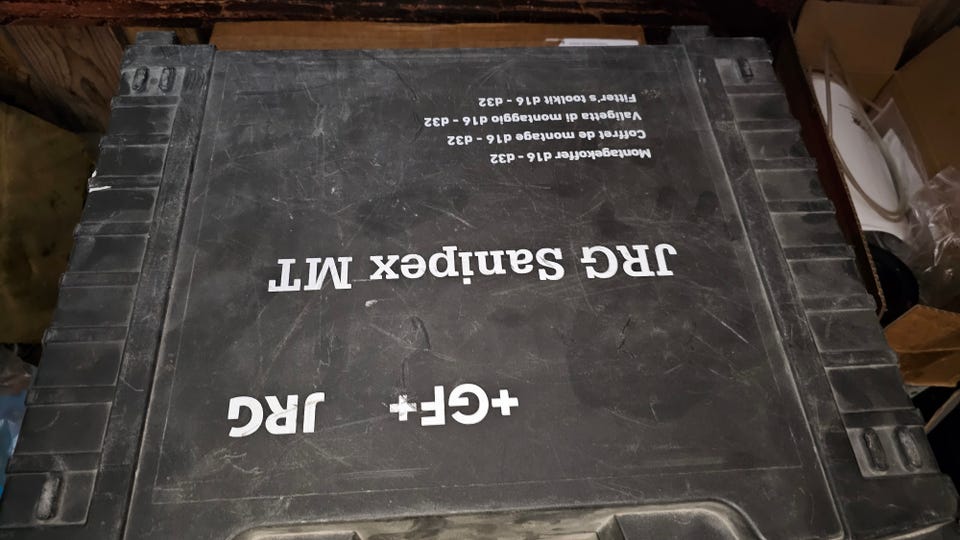 +GF+ JRG
JRG Sanipex MT
Montagekoffer d16 - d32
Coffret de montage d16 - d32
Valigetta di montaggio d16 - d32
Fitter's toolkit d16 - d32